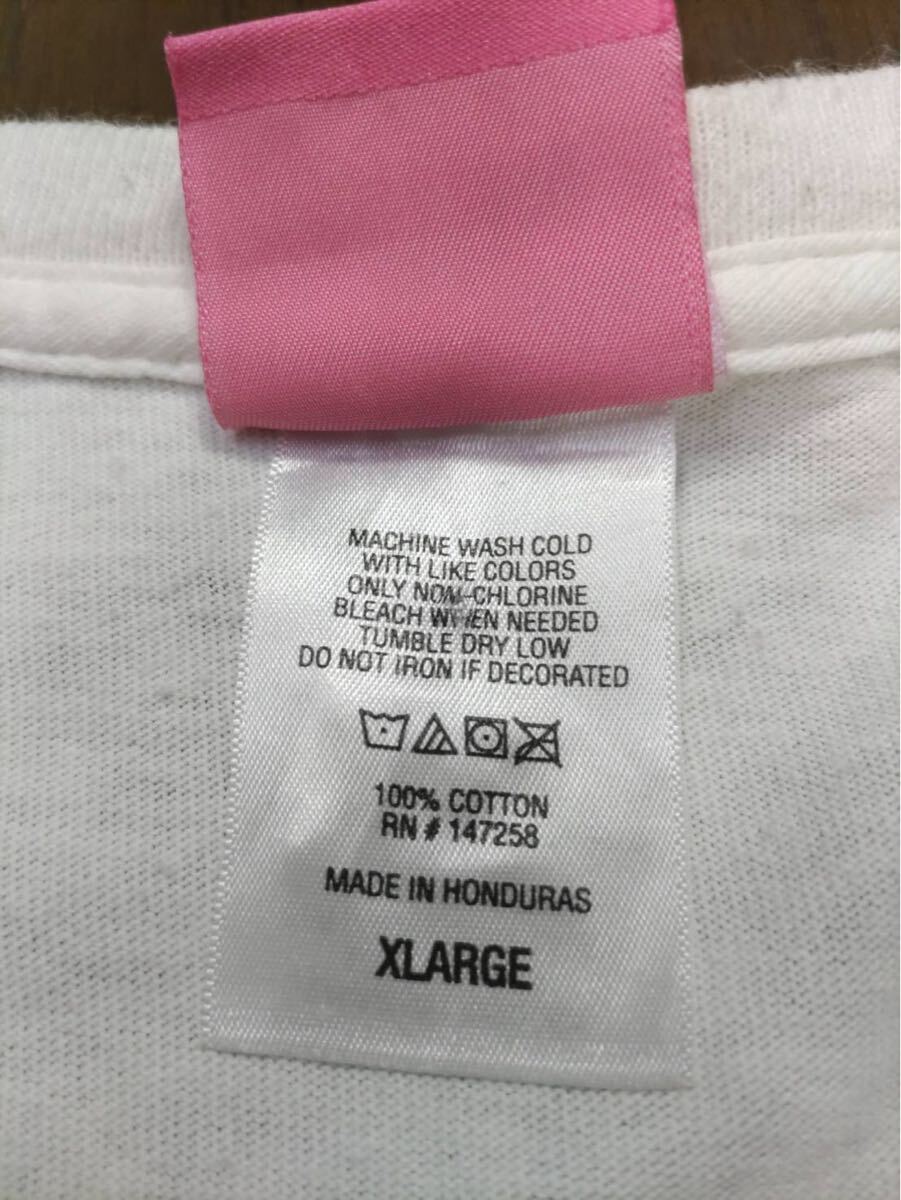 MACHINE WASH COLD
WITH LIKE COLORS
ONLY NON-CHLORINE
BLEACH WHEN NEEDED
TUMBLE DRY LOW
DO NOT IRON IF DECORATED
100% COTTON
RN # 147258
MADE IN HONDURAS
XLARGE